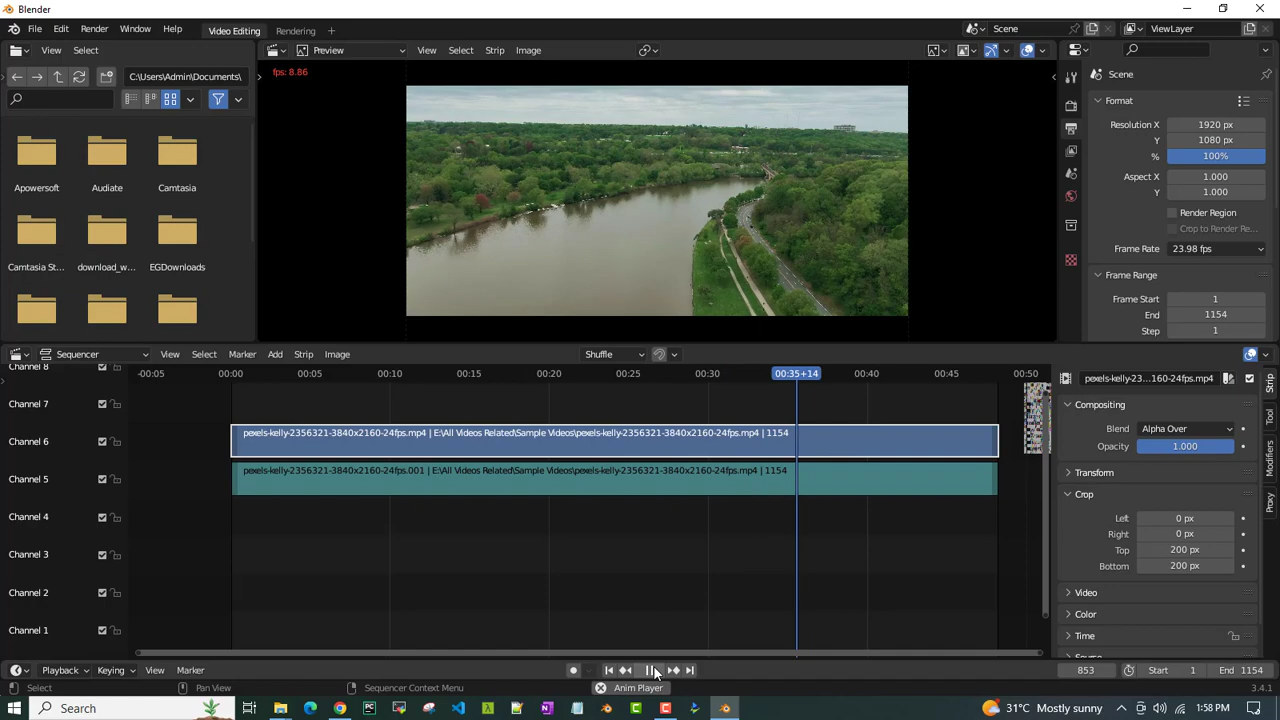 Blender
File Edit Render Window Help Video Editing Rendering + Scene ViewLayer
View Select Preview View Select Strip Image
C:\Users\Admin\Documents\
fps: 8.86
Scene
Format
Resolution X 1920 px
Y 1080 px
% 100%
Aspect X 1.000
Y 1.000
Render Region
Crop to Render Re...
Frame Rate 23.98 fps
Frame Range
Frame Start 1
End 1154
Step 1
Apowersoft Audiate Camtasia
Camtasia St... download_w... EGDownloads
Sequencer View Select Marker Add Strip Image Shuffle
-00:05 00:00 00:05 00:10 00:15 00:20 00:25 00:30 00:35+14 00:40 00:45 00:50
Channel 8
Channel 7
Channel 6
Channel 5
Channel 4
Channel 3
Channel 2
Channel 1
pexels-kelly-2356321-3840x2160-24fps.mp4 | E:\All Videos Related\Sample Videos\pexels-kelly-2356321-3840x2160-24fps.mp4 | 1154
pexels-kelly-2356321-3840x2160-24fps.001 | E:\All Videos Related\Sample Videos\pexels-kelly-2356321-3840x2160-24fps.mp4 | 1154
pexels-kelly-23...160-24fps.mp4
Compositing
Blend Alpha Over
Opacity 1.000
Transform
Crop
Left 0 px
Right 0 px
Top 200 px
Bottom 200 px
Video
Color
Time
Strip
Tool
Modifiers
Proxy
Playback Keying View Marker 853 Start 1 End 1154
Select Pan View Sequencer Context Menu Anim Player 3.4.1
Search 31°C Mostly sunny 1:58 PM